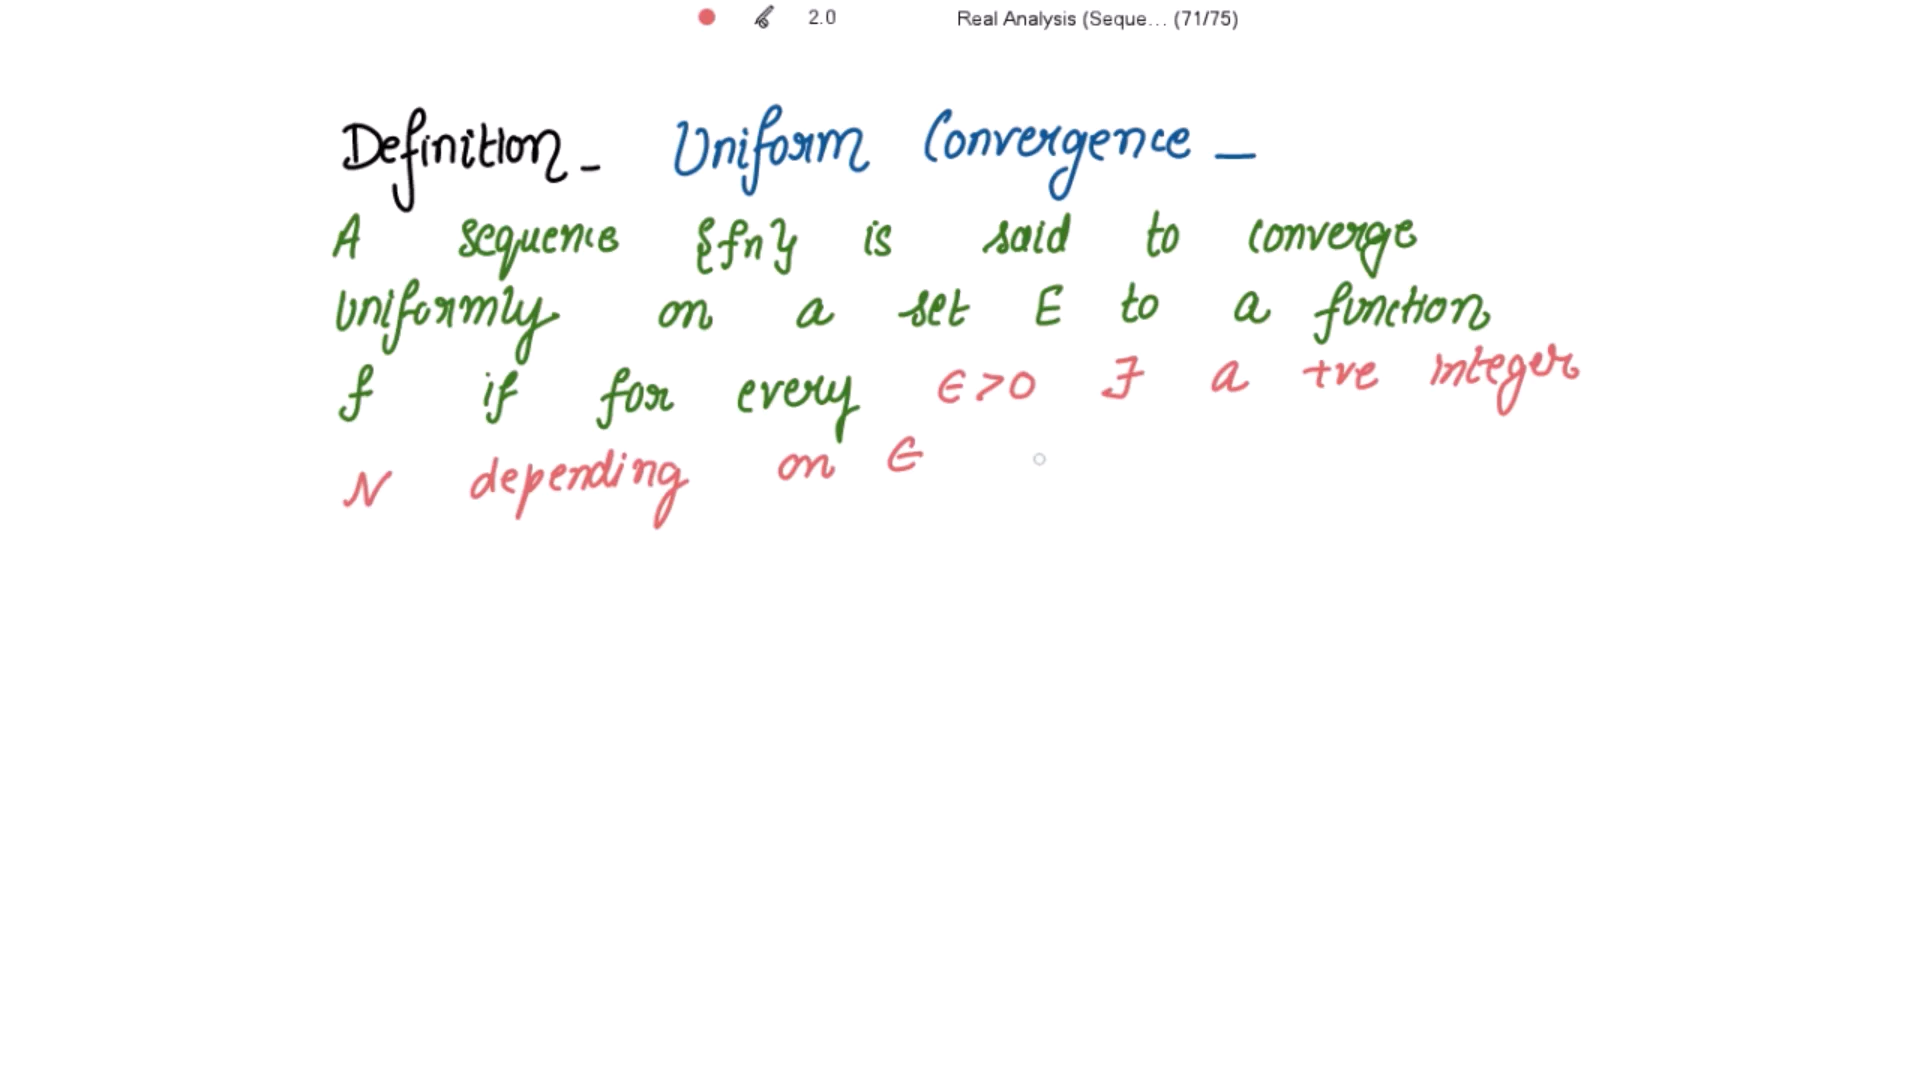 2.0 Real Analysis (Seque... (71/75)
Definition - Uniform Convergence -
A sequence {fn} is said to converge
Uniformly on a set E to a function
f if for every ϵ>0 ∃ a +ve integer
N depending on ϵ